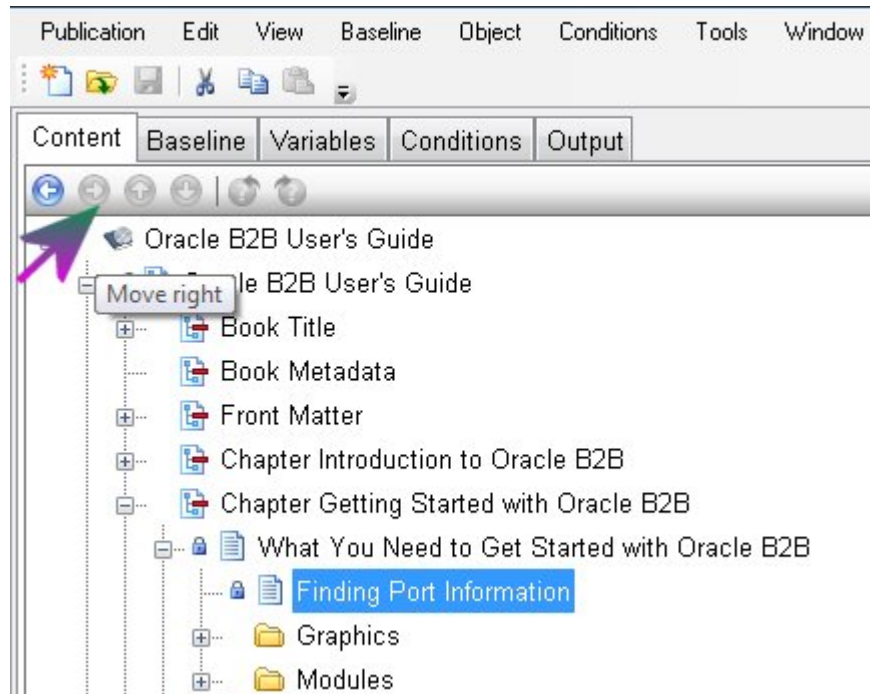 Publication Edit View Baseline Object Conditions Tools Window
Content Baseline Variables Conditions Output
Oracle B2B User's Guide
le B2B User's Guide
Move right
Book Title
Book Metadata
Front Matter
Chapter Introduction to Oracle B2B
Chapter Getting Started with Oracle B2B
What You Need to Get Started with Oracle B2B
Finding Port Information
Graphics
Modules